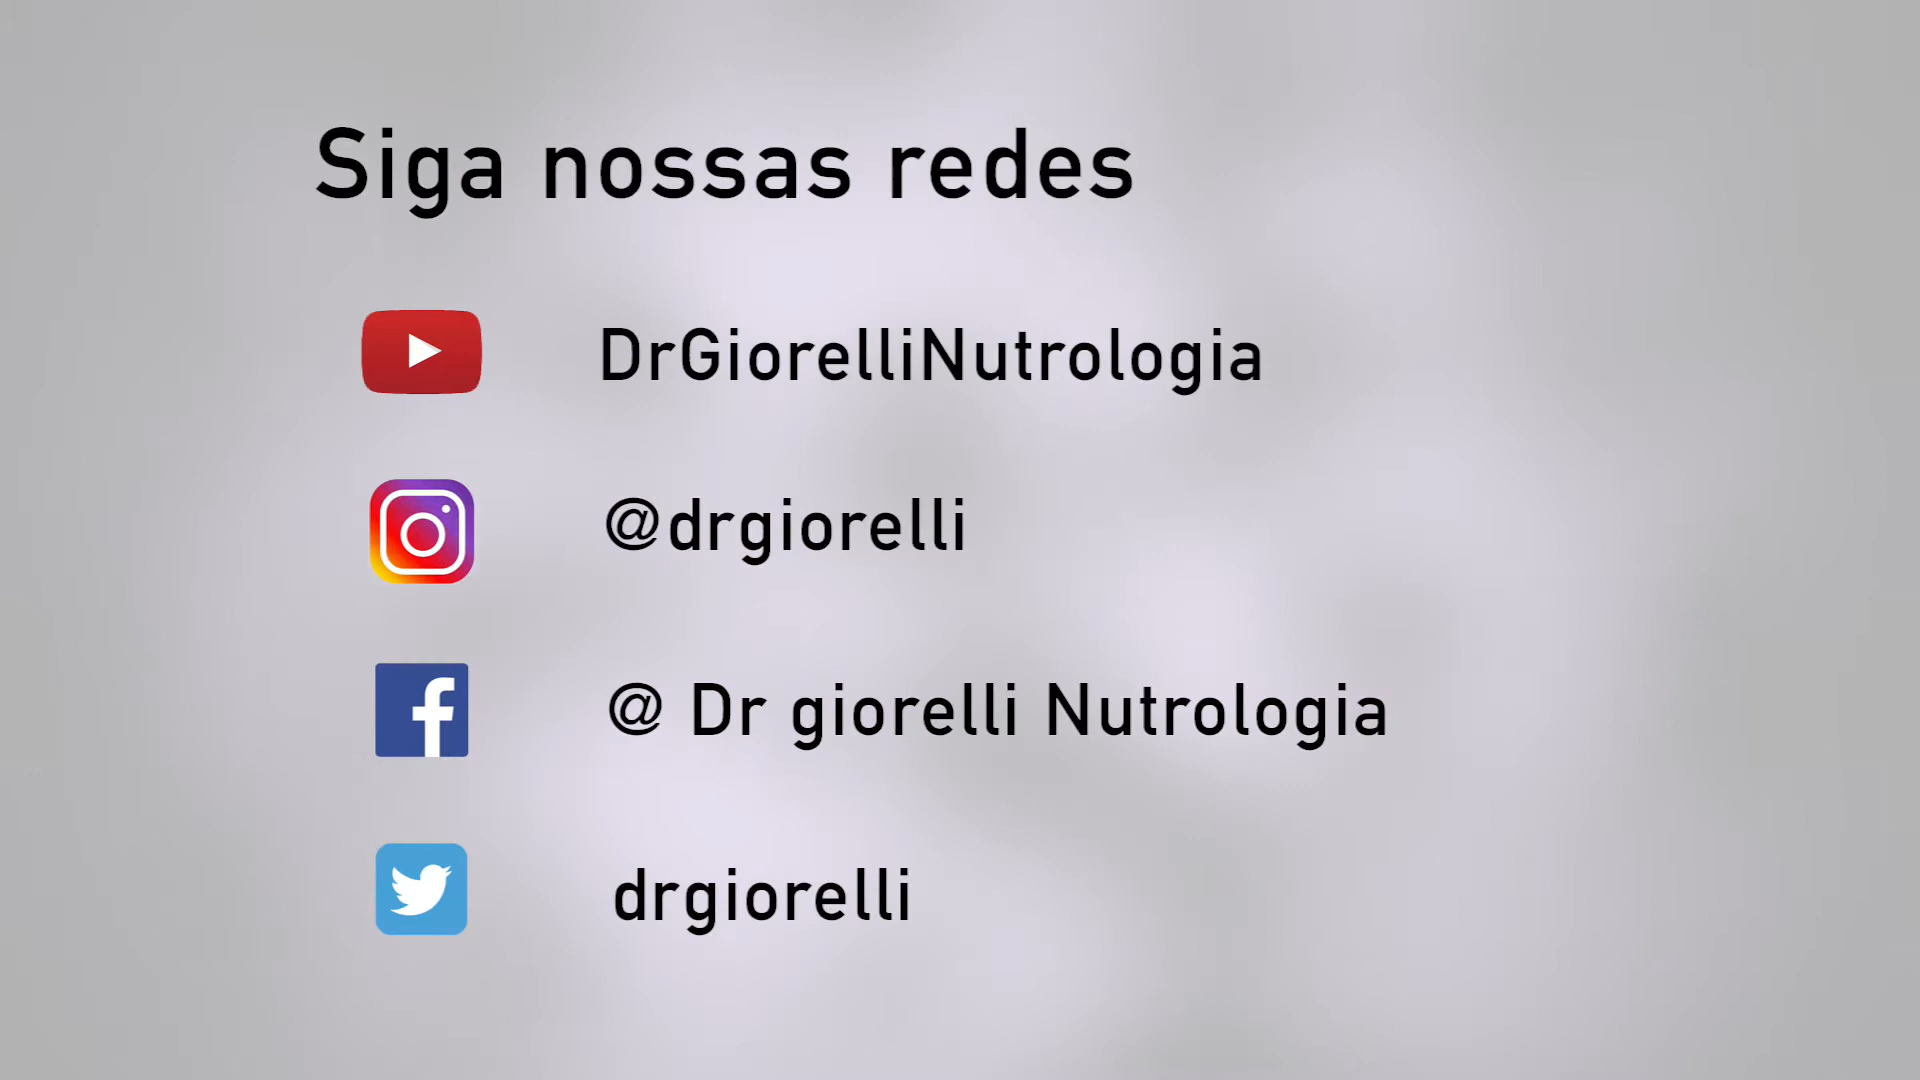 Siga nossas redes
DrGiorelliNutrologia
@drgiorelli
@ Dr giorelli Nutrologia
drgiorelli